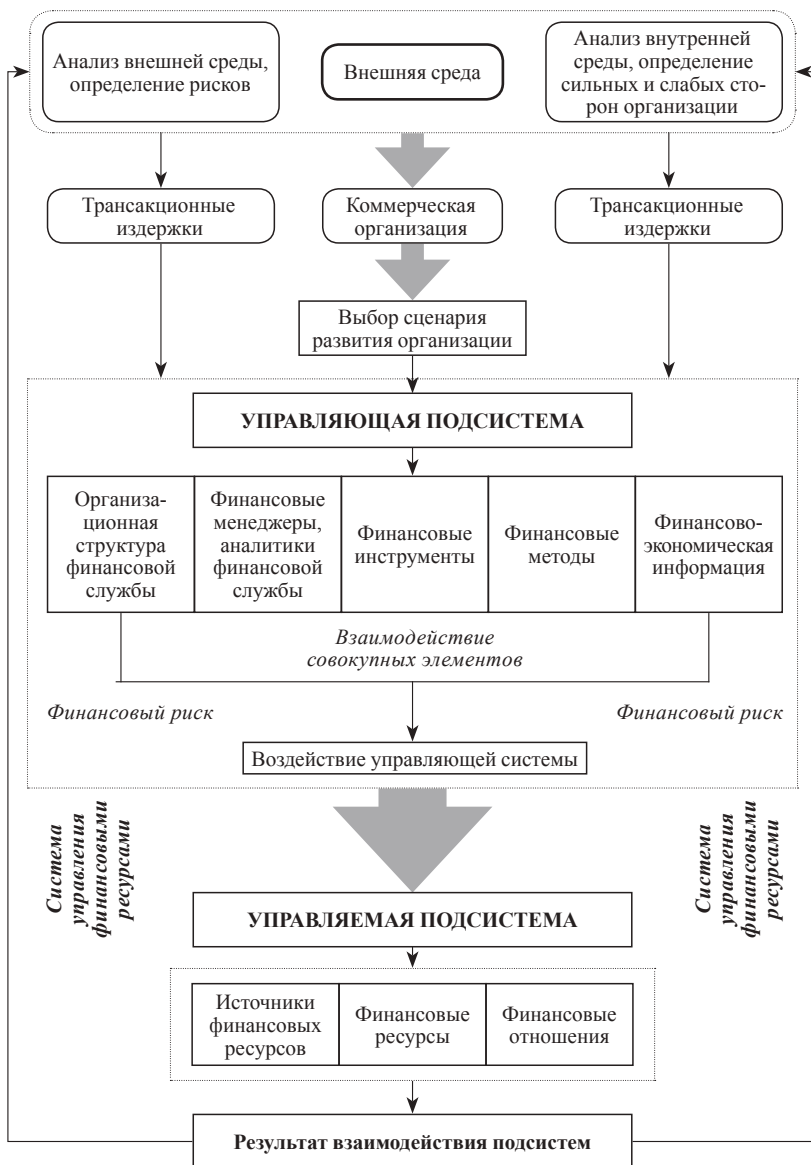 Анализ внешней среды,
определение рисков
Внешняя среда
Анализ внутренней
среды, определение
сильных и слабых сто-
рон организации
Трансакционные
издержки
Коммерческая
организация
Трансакционные
издержки
Выбор сценария
развития организации
УПРАВЛЯЮЩАЯ ПОДСИСТЕМА
Организа-
ционная
структура
финансовой
службы
Финансовые
менеджеры,
аналитики
финансовой
службы
Финансовые
инструменты
Финансовые
методы
Финансово-
экономическая
информация
Взаимодействие
совокупных элементов
Финансовый риск
Финансовый риск
Воздействие управляющей системы
Система
управления
финансовыми
ресурсами
Система
управления
финансовыми
ресурсами
УПРАВЛЯЕМАЯ ПОДСИСТЕМА
Источники
финансовых
ресурсов
Финансовые
ресурсы
Финансовые
отношения
Результат взаимодействия подсистем